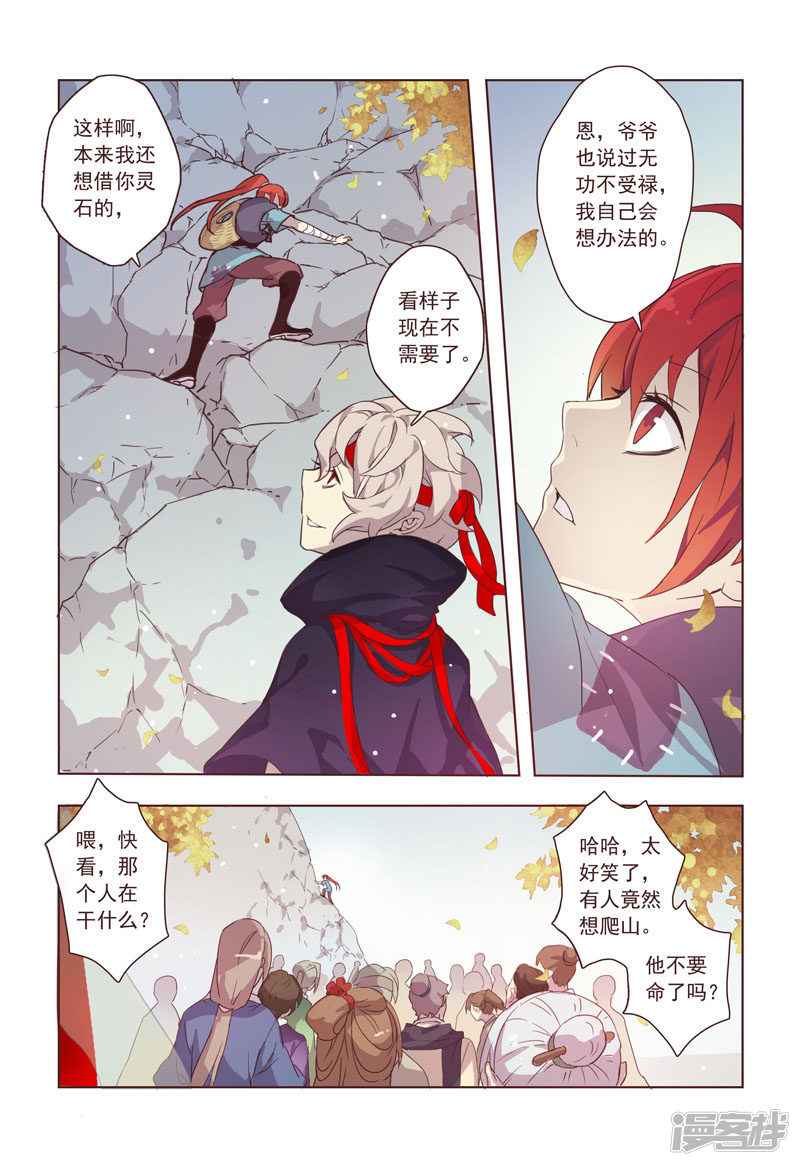 这样啊，
本来我还
想借你灵
石的，
看样子
现在不
需要了。
恩，爷爷
也说过无
功不受禄，
我自己会
想办法的。
喂，快
看，那
个人在
干什么？
哈哈，太
好笑了，
有人竟然
想爬山。
他不要
命了吗？
漫客栈